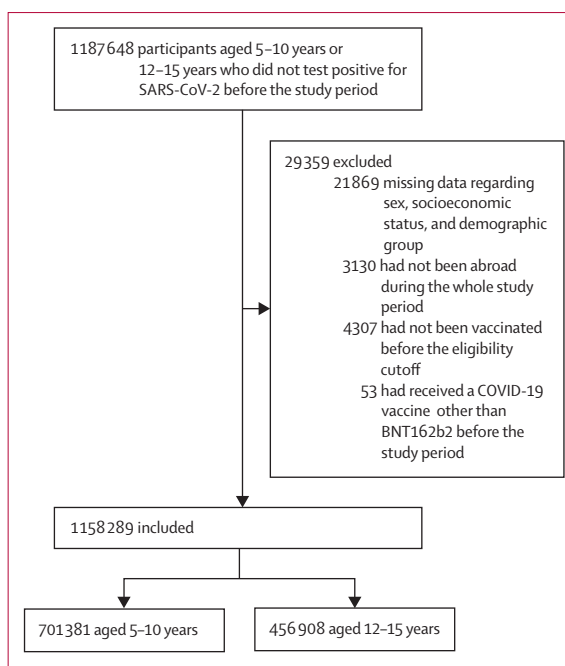 1187648 participants aged 5–10 years or
12–15 years who did not test positive for
SARS-CoV-2 before the study period
29359 excluded
21869 missing data regarding
sex, socioeconomic
status, and demographic
group
3130 had not been abroad
during the whole study
period
4307 had not been vaccinated
before the eligibility
cutoff
53 had received a COVID-19
vaccine other than
BNT162b2 before the
study period
1158289 included
701381 aged 5–10 years
456908 aged 12–15 years